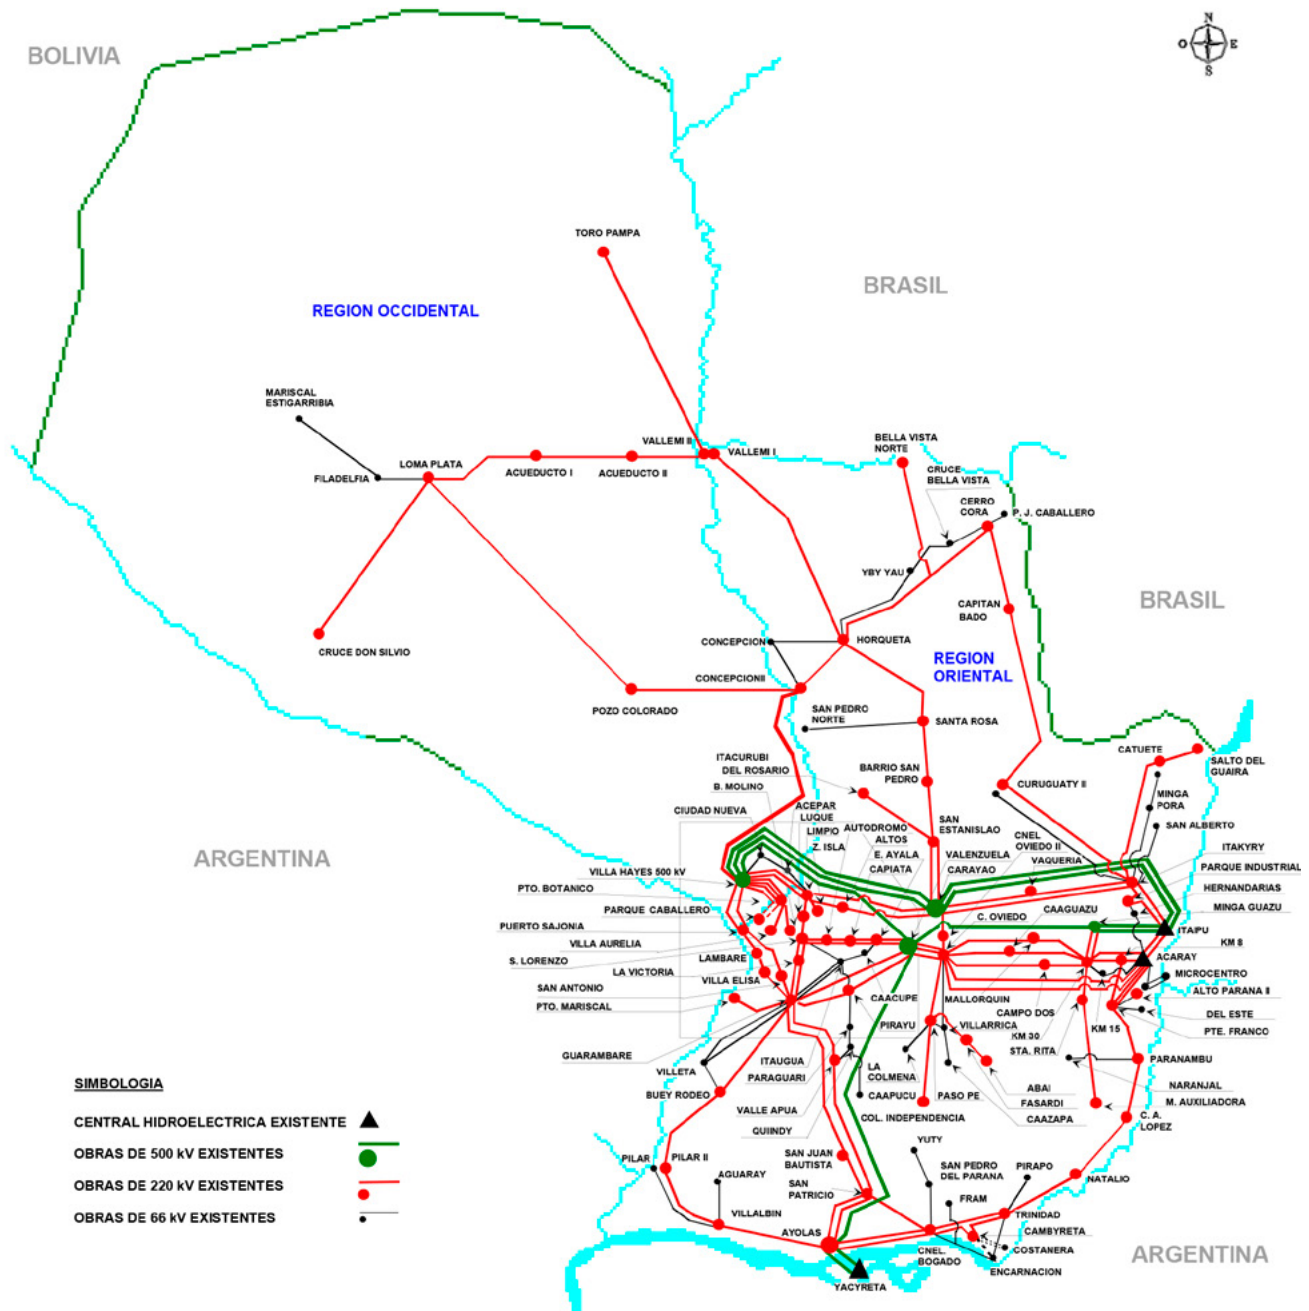 N
O E
S
BOLIVIA
TORO PAMPA
BRASIL
REGION OCCIDENTAL
MARISCAL
ESTIGARRIBIA
VALLEMI II
VALLEMI I
BELLA VISTA
NORTE
LOMA PLATA
ACUEDUCTO I
ACUEDUCTO II
FILADELFIA
CRUCE
BELLA VISTA
CERRO
CORA
P. J. CABALLERO
YBY YAU
CAPITAN
BADO
BRASIL
CRUCE DON SILVIO
CONCEPCION
HORQUETA
REGION
ORIENTAL
CONCEPCIONII
POZO COLORADO
SAN PEDRO
NORTE
SANTA ROSA
ITACURUBI
DEL ROSARIO
BARRIO SAN
PEDRO
CATUETE
SALTO DEL
GUAIRA
B. MOLINO
CURUGUATY II
MINGA
PORA
CIUDAD NUEVA
ACEPAR
LUQUE
LIMPIO
Z. ISLA
AUTODROMO
ALTOS
E. AYALA
CAPIATA
SAN
ESTANISLAO
CNEL
OVIEDO II
SAN ALBERTO
VALENZUELA
VAQUERIA
ITAKYRY
ARGENTINA
CARAYAO
PARQUE INDUSTRIAL
VILLA HAYES 500 kV
HERNANDARIAS
PTO. BOTANICO
PARQUE CABALLERO
C. OVIEDO
CAAGUAZU
MINGA GUAZU
PUERTO SAJONIA
ITAIPU
VILLA AURELIA
KM 8
S. LORENZO
LAMBARE
ACARAY
LA VICTORIA
VILLA ELISA
MICROCENTRO
SAN ANTONIO
CAACUPE
MALLORQUIN
CAMPO DOS
ALTO PARANA II
PTO. MARISCAL
PIRAYU
VILLARRICA
KM 30
KM 15
DEL ESTE
STA. RITA
PTE. FRANCO
GUARAMBARE
ITAUGUA
LA
COLMENA
PARANAMBU
VILLETA
PARAGUARI
ABAI
NARANJAL
BUEY RODEO
VALLE APUA
CAAPUCU
PASO PE
FASARDI
M. AUXILIADORA
QUIINDY
COL. INDEPENDENCIA
CAAZAPA
C. A.
LOPEZ
SIMBOLOGIA
CENTRAL HIDROELECTRICA EXISTENTE
OBRAS DE 500 kV EXISTENTES
OBRAS DE 220 kV EXISTENTES
OBRAS DE 66 kV EXISTENTES
PILAR
PILAR II
AGUARAY
SAN JUAN
BAUTISTA
YUTY
SAN PEDRO
DEL PARANA
PIRAPO
NATALIO
SAN
PATRICIO
FRAM
VILLALBIN
TRINIDAD
AYOLAS
CAMBYRETA
COSTANERA
CNEL.
BOGADO
ENCARNACION
ARGENTINA
YACYRETA